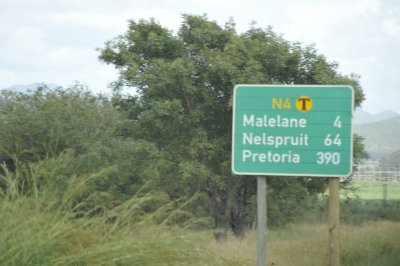 N4 T
Malelane 4
Nelspruit 64
Pretoria 390